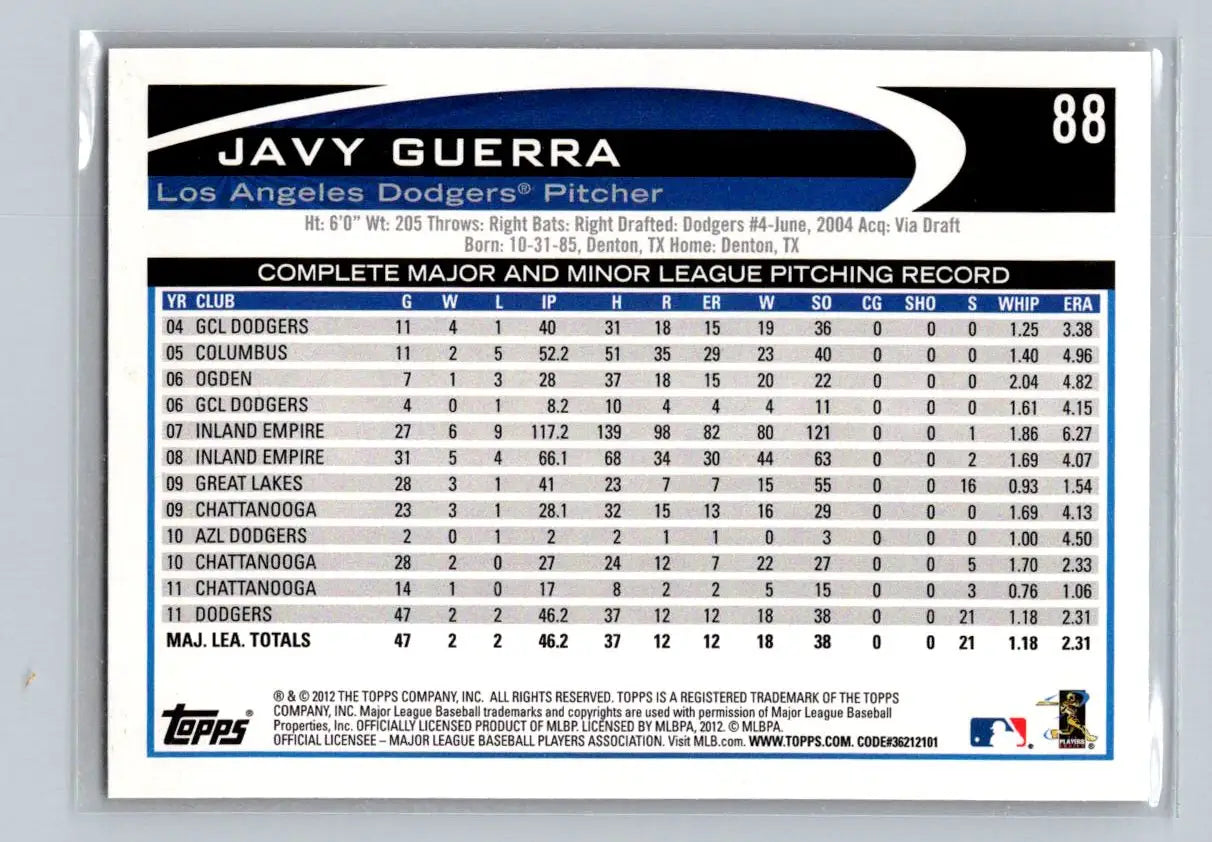 88
JAVY GUERRA
Los Angeles Dodgers® Pitcher
Ht: 6'0" Wt: 205 Throws: Right Bats: Right Drafted: Dodgers #4-June, 2004 Acq: Via Draft
Born: 10-31-85, Denton, TX Home: Denton, TX
COMPLETE MAJOR AND MINOR LEAGUE PITCHING RECORD
YR CLUB G W L IP H R ER W SO CG SHO S WHIP ERA
04 GCL DODGERS 11 4 1 40 31 18 15 19 36 0 0 0 1.25 3.38
05 COLUMBUS 11 2 5 52.2 51 35 29 23 40 0 0 0 1.40 4.96
06 OGDEN 7 1 3 28 37 18 15 20 22 0 0 0 2.04 4.82
06 GCL DODGERS 4 0 1 8.2 10 4 4 4 11 0 0 0 1.61 4.15
07 INLAND EMPIRE 27 6 9 117.2 139 98 82 80 121 0 0 1 1.86 6.27
08 INLAND EMPIRE 31 5 4 66.1 68 34 30 44 63 0 0 2 1.69 4.07
09 GREAT LAKES 28 3 1 41 23 7 7 15 55 0 0 16 0.93 1.54
09 CHATTANOOGA 23 3 1 28.1 32 15 13 16 29 0 0 0 1.69 4.13
10 AZL DODGERS 2 0 1 2 2 1 1 0 3 0 0 0 1.00 4.50
10 CHATTANOOGA 28 2 0 27 24 12 7 22 27 0 0 5 1.70 2.33
11 CHATTANOOGA 14 1 0 17 8 2 2 5 15 0 0 3 0.76 1.06
11 DODGERS 47 2 2 46.2 37 12 12 18 38 0 0 21 1.18 2.31
MAJ. LEA. TOTALS 47 2 2 46.2 37 12 12 18 38 0 0 21 1.18 2.31
® & © 2012 THE TOPPS COMPANY, INC. ALL RIGHTS RESERVED. TOPPS IS A REGISTERED TRADEMARK OF THE TOPPS
COMPANY, INC. Major League Baseball trademarks and copyrights are used with permission of Major League Baseball
Properties, Inc. OFFICIALLY LICENSED PRODUCT OF MLBP. LICENSED BY MLBPA, 2012. © MLBPA.
OFFICIAL LICENSEE – MAJOR LEAGUE BASEBALL PLAYERS ASSOCIATION. Visit MLB.com. WWW.TOPPS.COM. CODE#36212101
Topps®
PLAYERS